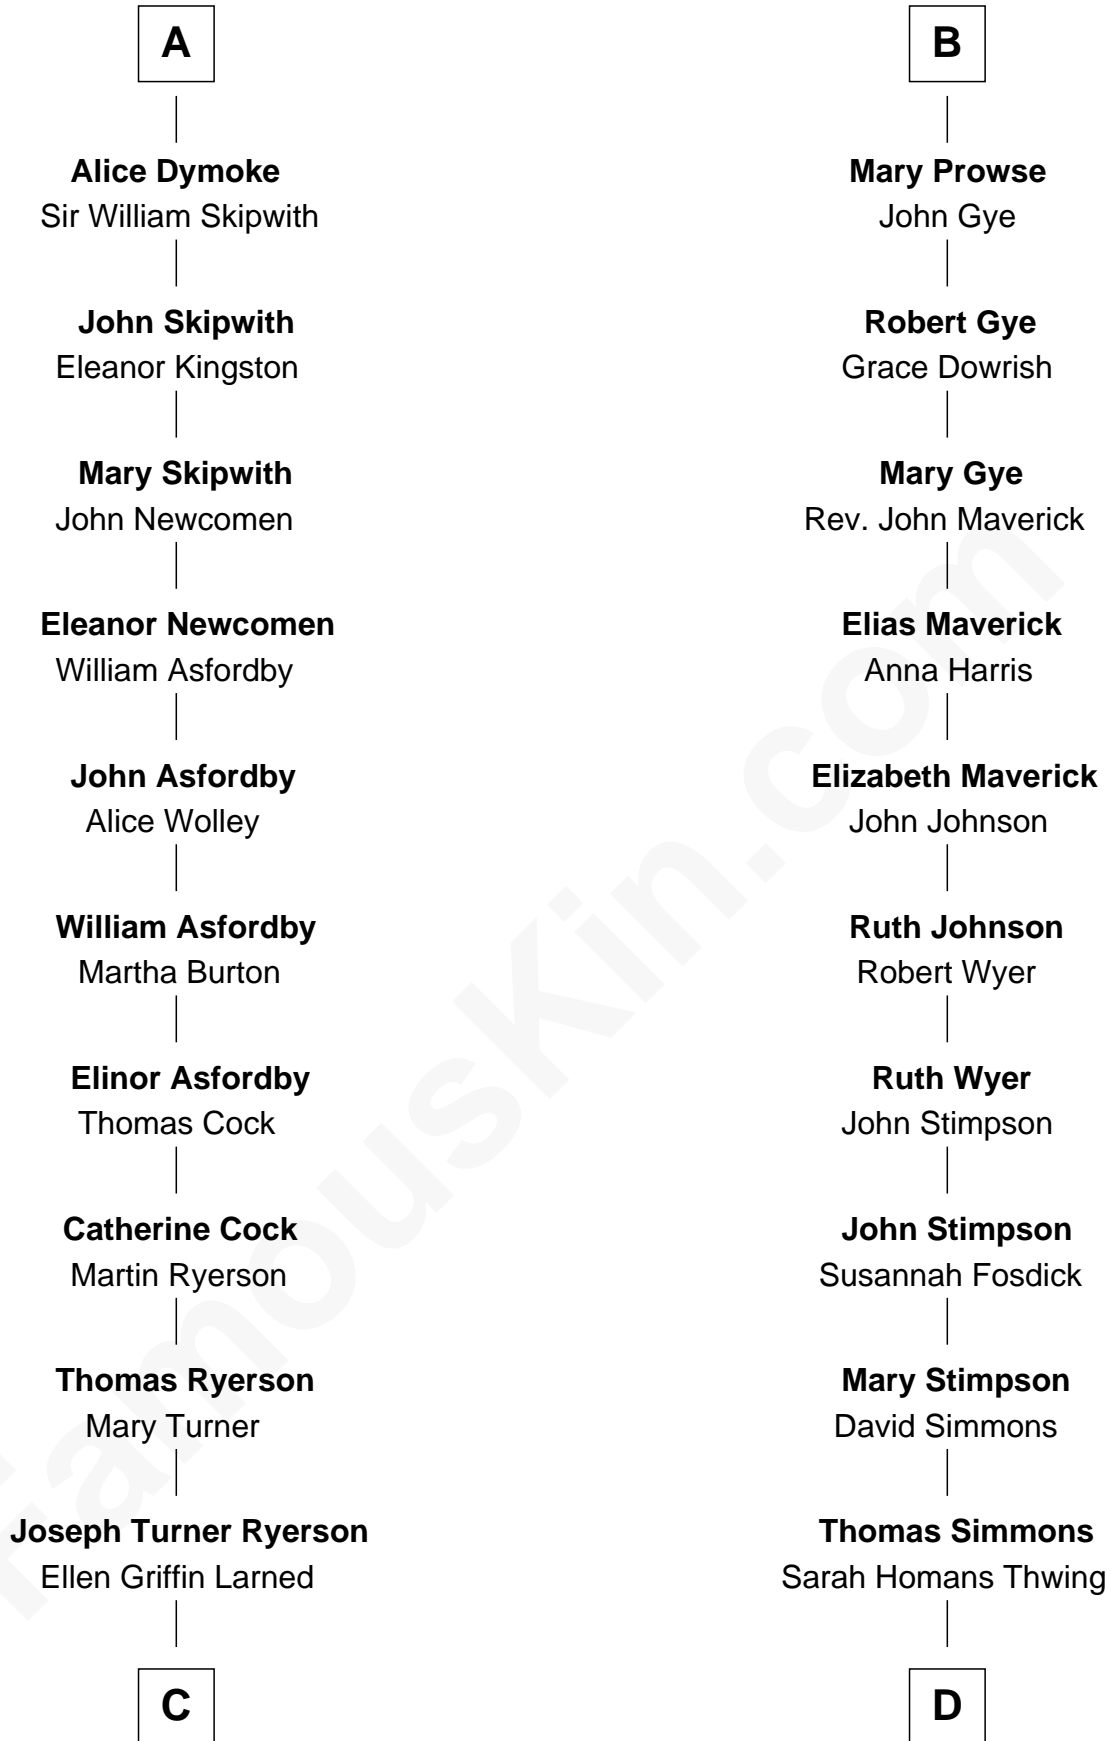 A
Alice Dymoke
Sir William Skipwith
John Skipwith
Eleanor Kingston
Mary Skipwith
John Newcomen
Eleanor Newcomen
William Asfordby
John Asfordby
Alice Wolley
William Asfordby
Martha Burton
Elinor Asfordby
Thomas Cock
Catherine Cock
Martin Ryerson
Thomas Ryerson
Mary Turner
Joseph Turner Ryerson
Ellen Griffin Larned
C
B
Mary Prowse
John Gye
Robert Gye
Grace Dowrish
Mary Gye
Rev. John Maverick
Elias Maverick
Anna Harris
Elizabeth Maverick
John Johnson
Ruth Johnson
Robert Wyer
Ruth Wyer
John Stimpson
John Stimpson
Susannah Fosdick
Mary Stimpson
David Simmons
Thomas Simmons
Sarah Homans Thwing
D
FamousKin.com